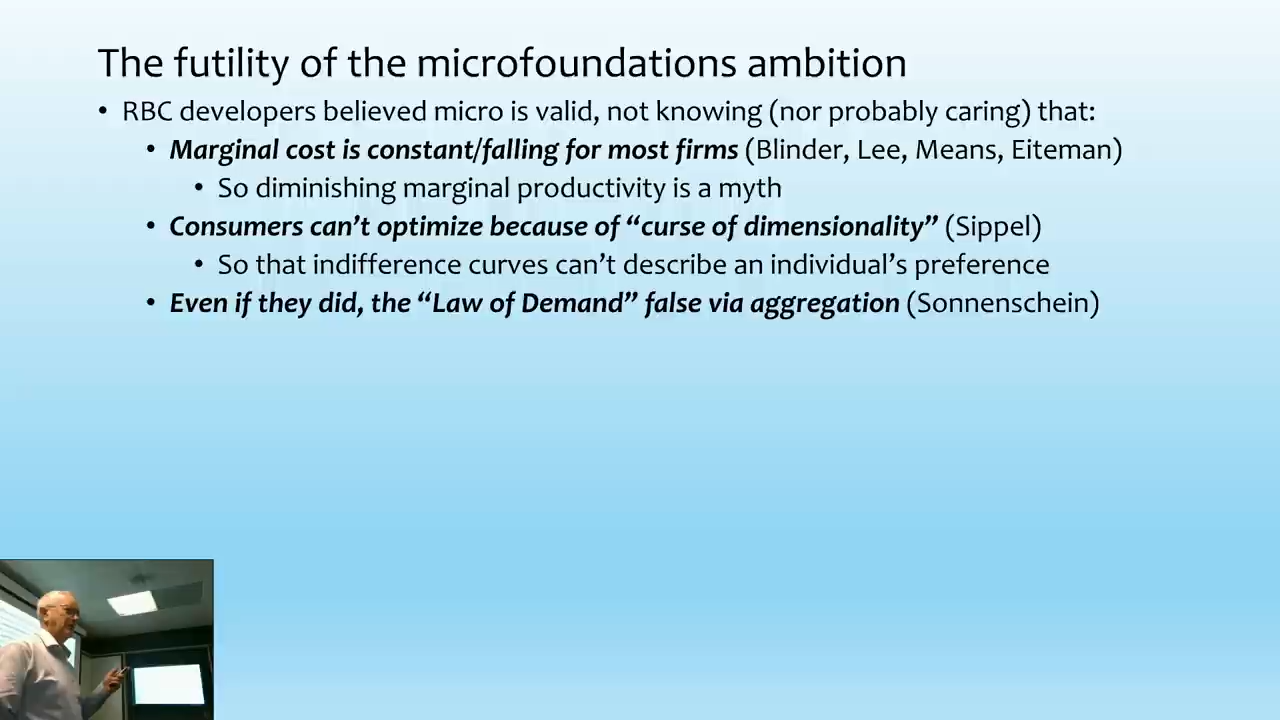 The futility of the microfoundations ambition
• RBC developers believed micro is valid, not knowing (nor probably caring) that:
• Marginal cost is constant/falling for most firms (Blinder, Lee, Means, Eiteman)
• So diminishing marginal productivity is a myth
• Consumers can’t optimize because of “curse of dimensionality” (Sippel)
• So that indifference curves can’t describe an individual’s preference
• Even if they did, the “Law of Demand” false via aggregation (Sonnenschein)